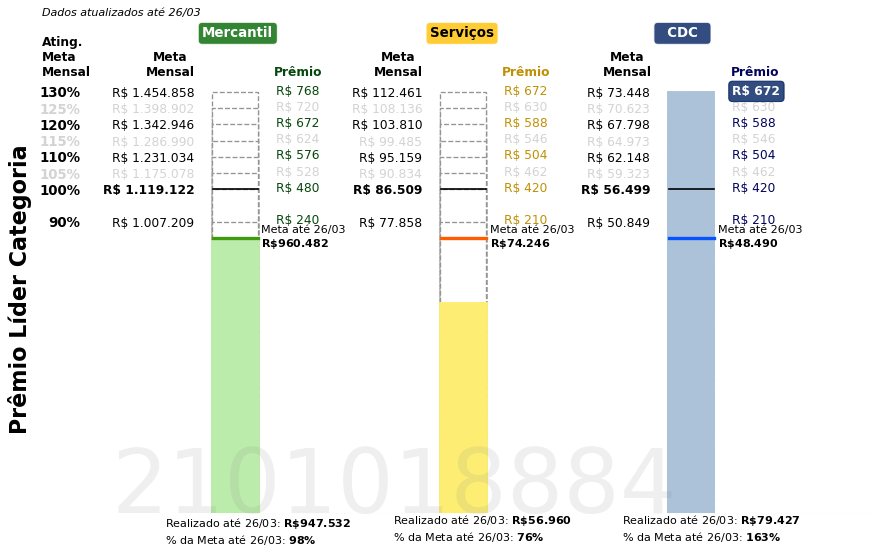 Dados atualizados até 26/03
Mercantil Serviços CDC
Ating. Meta Mensal
Meta Mensal Prêmio Meta Mensal Prêmio Meta Mensal Prêmio
130% R$ 1.454.858 R$ 768 R$ 112.461 R$ 672 R$ 73.448 R$ 672
125% R$ 1.398.902 R$ 720 R$ 108.136 R$ 630 R$ 70.623 R$ 630
120% R$ 1.342.946 R$ 672 R$ 103.810 R$ 588 R$ 67.798 R$ 588
115% R$ 1.286.990 R$ 624 R$ 99.485 R$ 546 R$ 64.973 R$ 546
110% R$ 1.231.034 R$ 576 R$ 95.159 R$ 504 R$ 62.148 R$ 504
105% R$ 1.175.078 R$ 528 R$ 90.834 R$ 462 R$ 59.323 R$ 462
100% R$ 1.119.122 R$ 480 R$ 86.509 R$ 420 R$ 56.499 R$ 420
90% R$ 1.007.209 R$ 240 R$ 77.858 R$ 210 R$ 50.849 R$ 210
Meta até 26/03 Meta até 26/03 Meta até 26/03
R$960.482 R$74.246 R$48.490
Prêmio Líder Categoria
2101018884
Realizado até 26/03: R$947.532 Realizado até 26/03: R$56.960 Realizado até 26/03: R$79.427
% da Meta até 26/03: 98% % da Meta até 26/03: 76% % da Meta até 26/03: 163%